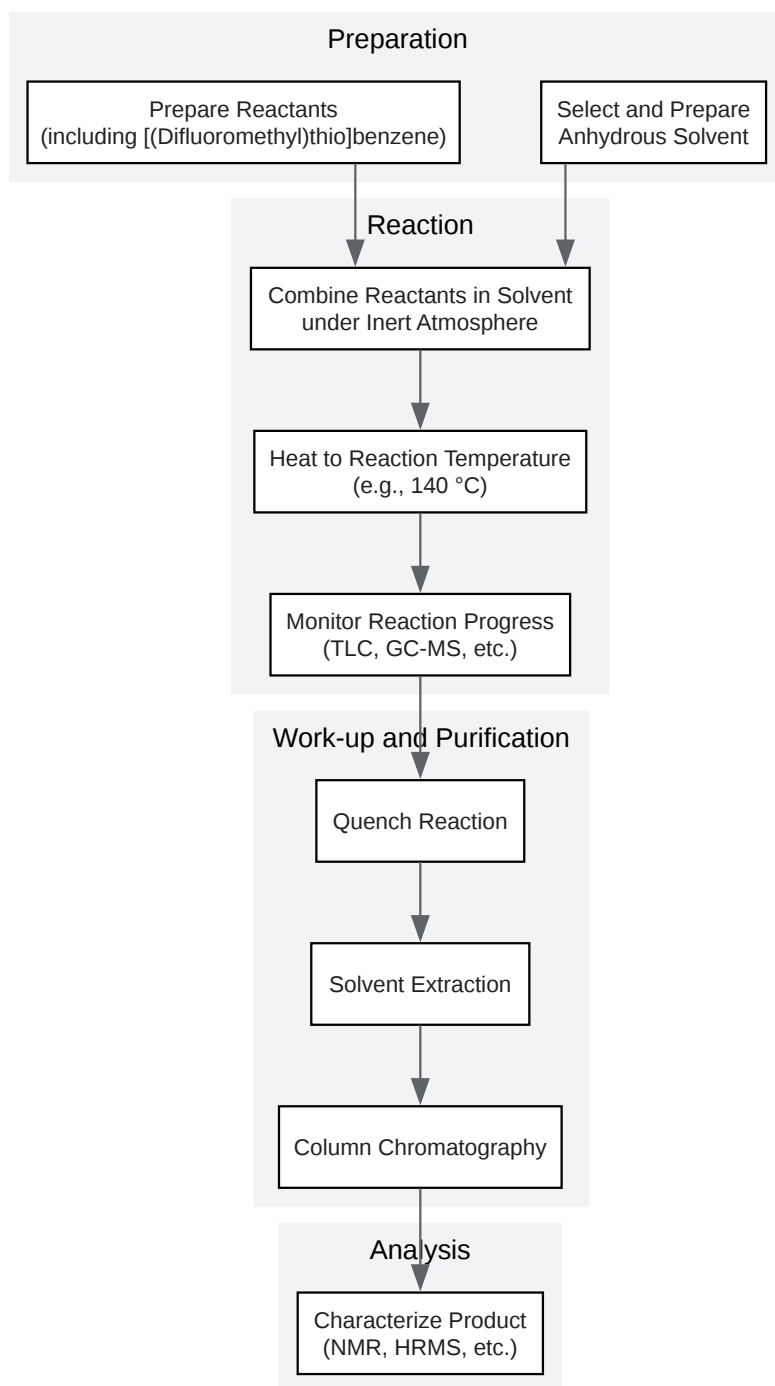 Preparation
Prepare Reactants
(including [(Difluoromethyl)thio]benzene)
Select and Prepare
Anhydrous Solvent
Reaction
Combine Reactants in Solvent
under Inert Atmosphere
Heat to Reaction Temperature
(e.g., 140 °C)
Monitor Reaction Progress
(TLC, GC-MS, etc.)
Work-up and Purification
Quench Reaction
Solvent Extraction
Column Chromatography
Analysis
Characterize Product
(NMR, HRMS, etc.)